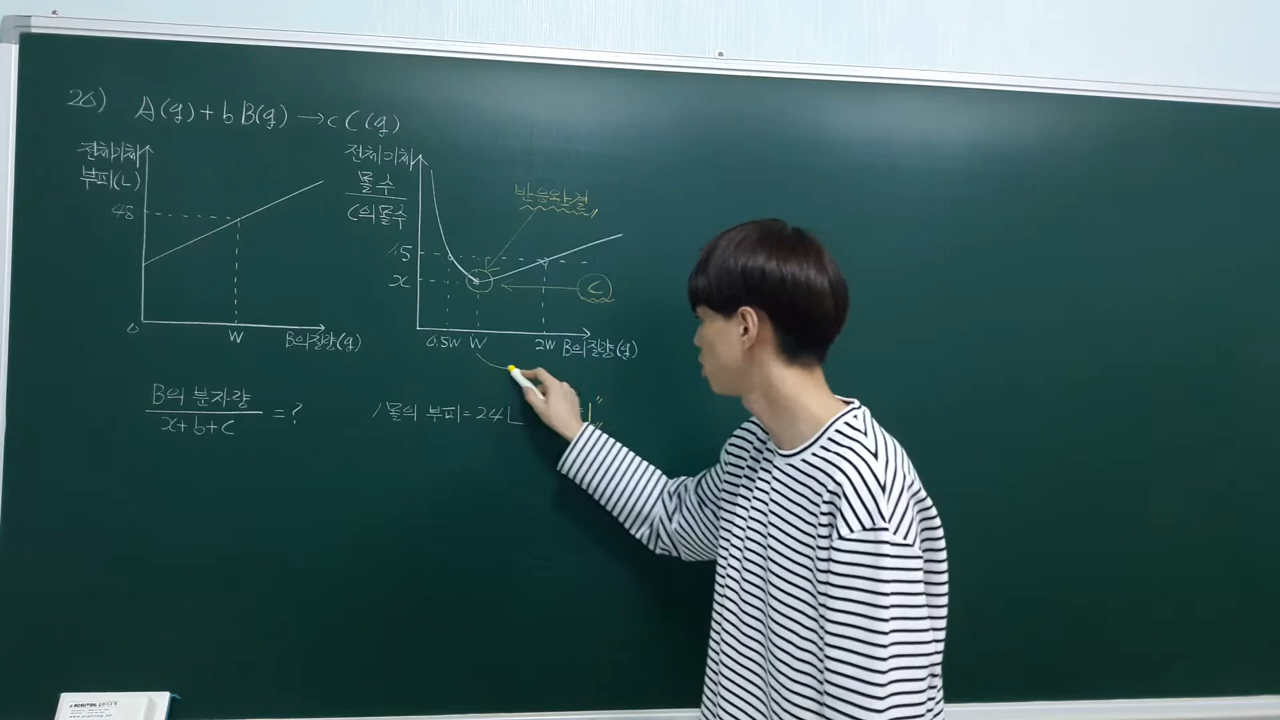 20) A(g) + b B(g) → c C(g)
전체기체
부피(L)
48
0
W
B의질량(g)
전체기체
몰수
C의몰수
반응완결
15
x
C
0.5W W 2W B의질량(g)
B의 분자량
x+b+c
= ?
1몰의 부피=24L
=1"